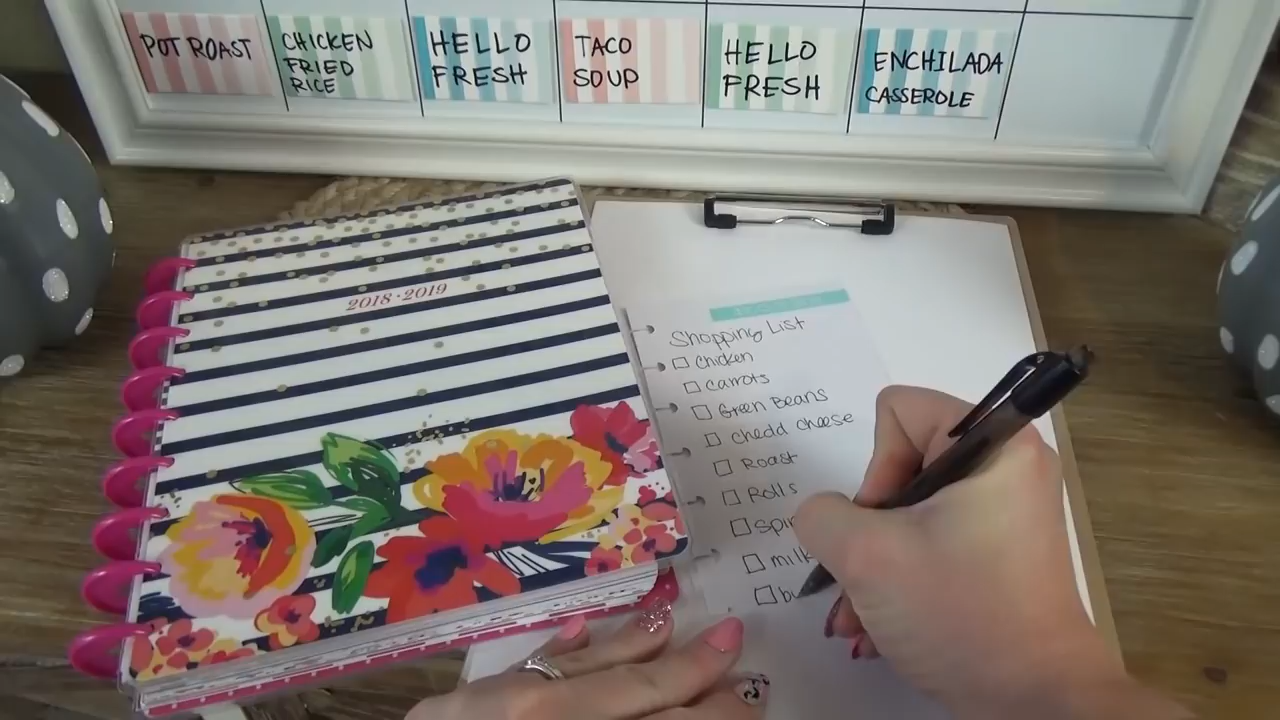 POT ROAST
CHICKEN
FRIED
RICE
HELLO
FRESH
TACO
SOUP
HELLO
FRESH
ENCHILADA
CASSEROLE
2018·2019
Shopping List
Chicken
Carrots
Green Beans
Chedd cheese
Roast
Rolls
milk